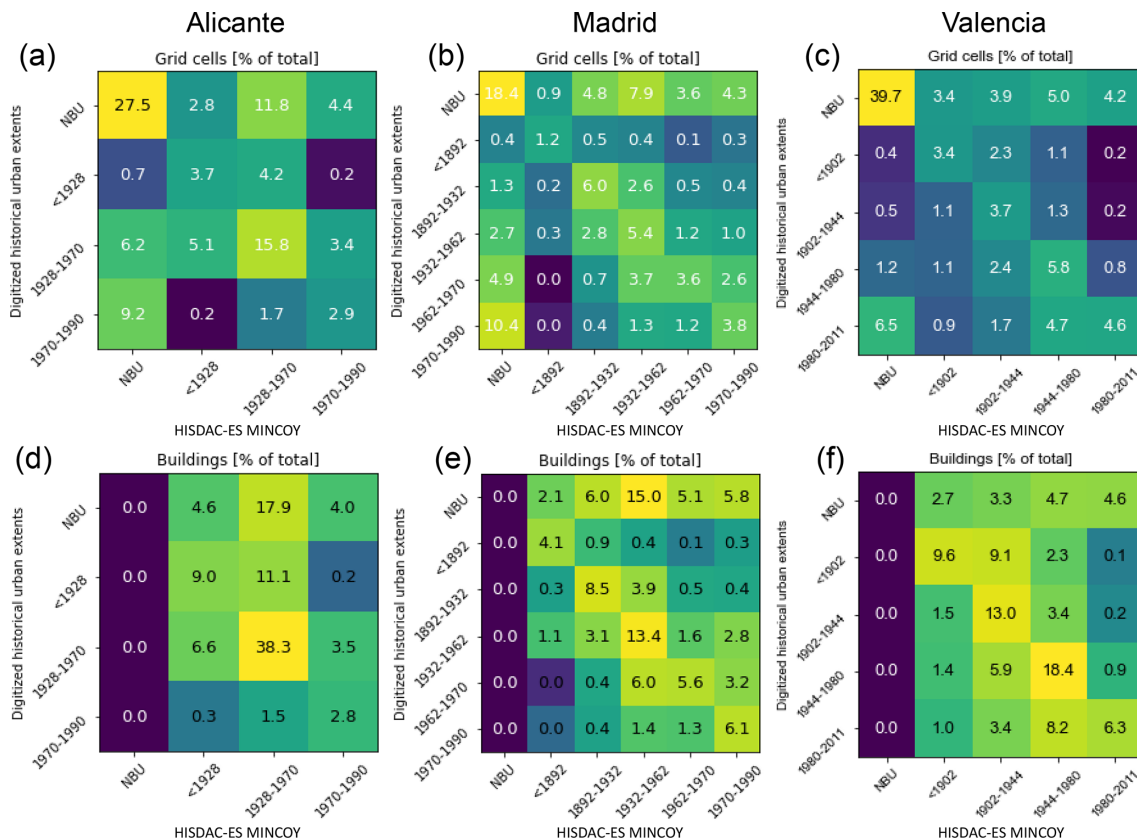 Alicante Madrid Valencia
(a) (b) (c)
Grid cells [% of total]
Digitized historical urban extents
NBU 27.5 2.8 11.8 4.4
<1928 0.7 3.7 4.2 0.2
1928-1970 6.2 5.1 15.8 3.4
1970-1990 9.2 0.2 1.7 2.9
NBU <1928 1928-1970 1970-1990
HISDAC-ES MINCOY
Grid cells [% of total]
Digitized historical urban extents
NBU 18.4 0.9 4.8 7.9 3.6 4.3
<1892 0.4 1.2 0.5 0.4 0.1 0.3
1892-1932 1.3 0.2 6.0 2.6 0.5 0.4
1932-1962 2.7 0.3 2.8 5.4 1.2 1.0
1962-1970 4.9 0.0 0.7 3.7 3.6 2.6
1970-1990 10.4 0.0 0.4 1.3 1.2 3.8
NBU <1892 1892-1932 1932-1962 1962-1970 1970-1990
HISDAC-ES MINCOY
Grid cells [% of total]
Digitized historical urban extents
NBU 39.7 3.4 3.9 5.0 4.2
<1902 0.4 3.4 2.3 1.1 0.2
1902-1944 0.5 1.1 3.7 1.3 0.2
1944-1980 1.2 1.1 2.4 5.8 0.8
1980-2011 6.5 0.9 1.7 4.7 4.6
NBU <1902 1902-1944 1944-1980 1980-2011
HISDAC-ES MINCOY
(d) (e) (f)
Buildings [% of total]
Digitized historical urban extents
NBU 0.0 4.6 17.9 4.0
<1928 0.0 9.0 11.1 0.2
1928-1970 0.0 6.6 38.3 3.5
1970-1990 0.0 0.3 1.5 2.8
NBU <1928 1928-1970 1970-1990
HISDAC-ES MINCOY
Buildings [% of total]
Digitized historical urban extents
NBU 0.0 2.1 6.0 15.0 5.1 5.8
<1892 0.0 4.1 0.9 0.4 0.1 0.3
1892-1932 0.0 0.3 8.5 3.9 0.5 0.4
1932-1962 0.0 1.1 3.1 13.4 1.6 2.8
1962-1970 0.0 0.0 0.4 6.0 5.6 3.2
1970-1990 0.0 0.0 0.4 1.4 1.3 6.1
NBU <1892 1892-1932 1932-1962 1962-1970 1970-1990
HISDAC-ES MINCOY
Buildings [% of total]
Digitized historical urban extents
NBU 0.0 2.7 3.3 4.7 4.6
<1902 0.0 9.6 9.1 2.3 0.1
1902-1944 0.0 1.5 13.0 3.4 0.2
1944-1980 0.0 1.4 5.9 18.4 0.9
1980-2011 0.0 1.0 3.4 8.2 6.3
NBU <1902 1902-1944 1944-1980 1980-2011
HISDAC-ES MINCOY